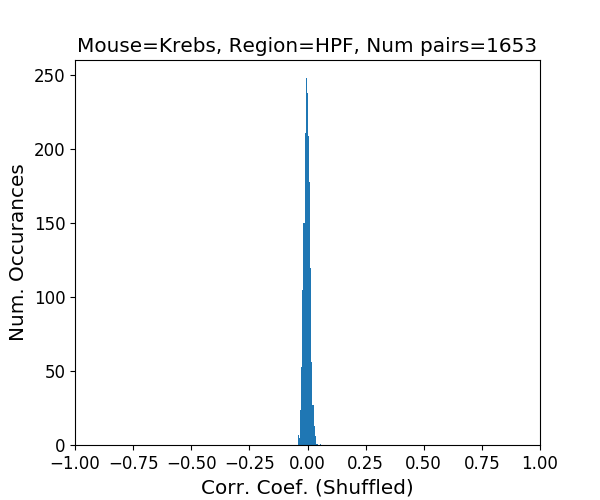 Mouse=Krebs, Region=HPF, Num pairs=1653
250
200
150
100
50
0
−1.00 −0.75 −0.50 −0.25 0.00 0.25 0.50 0.75 1.00
Num. Occurances
Corr. Coef. (Shuffled)